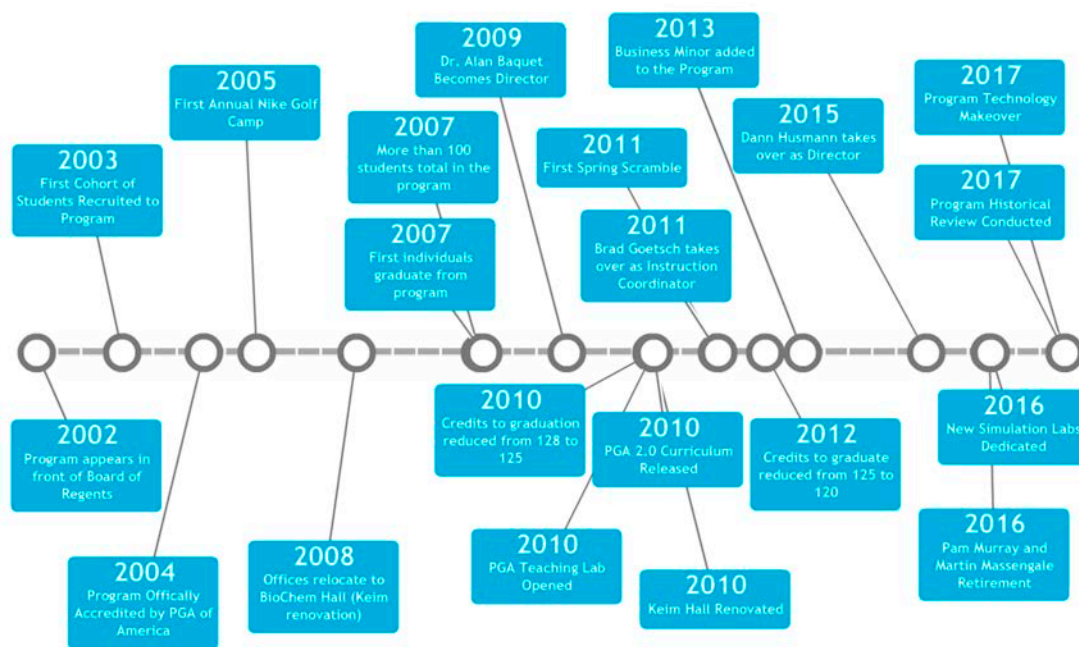 2009
Dr. Alan Baquet
Becomes Director
2013
Business Minor added
to the Program
2005
First Annual Nike Golf
Camp
2017
Program Technology
Makeover
2007
More than 100
students total in the
program
2015
Dann Husmann takes
over as Director
2011
First Spring Scramble
2003
First Cohort of
Students Recruited to
Program
2017
Program Historical
Review Conducted
2007
First individuals
graduate from
program
2011
Brad Goetsch takes
over as Instruction
Coordinator
2010
Credits to graduation
reduced from 128 to
125
2016
New Simulation Labs
Dedicated
2010
PGA 2.0 Curriculum
Released
2002
Program appears in
front of Board of
Regents
2012
Credits to graduate
reduced from 125 to
120
2016
Pam Murray and
Martin Massengale
Retirement
2010
PGA Teaching Lab
Opened
2008
Offices relocate to
BioChem Hall (Keim
renovation)
2004
Program Offically
Accredited by PGA of
America
2010
Keim Hall Renovated